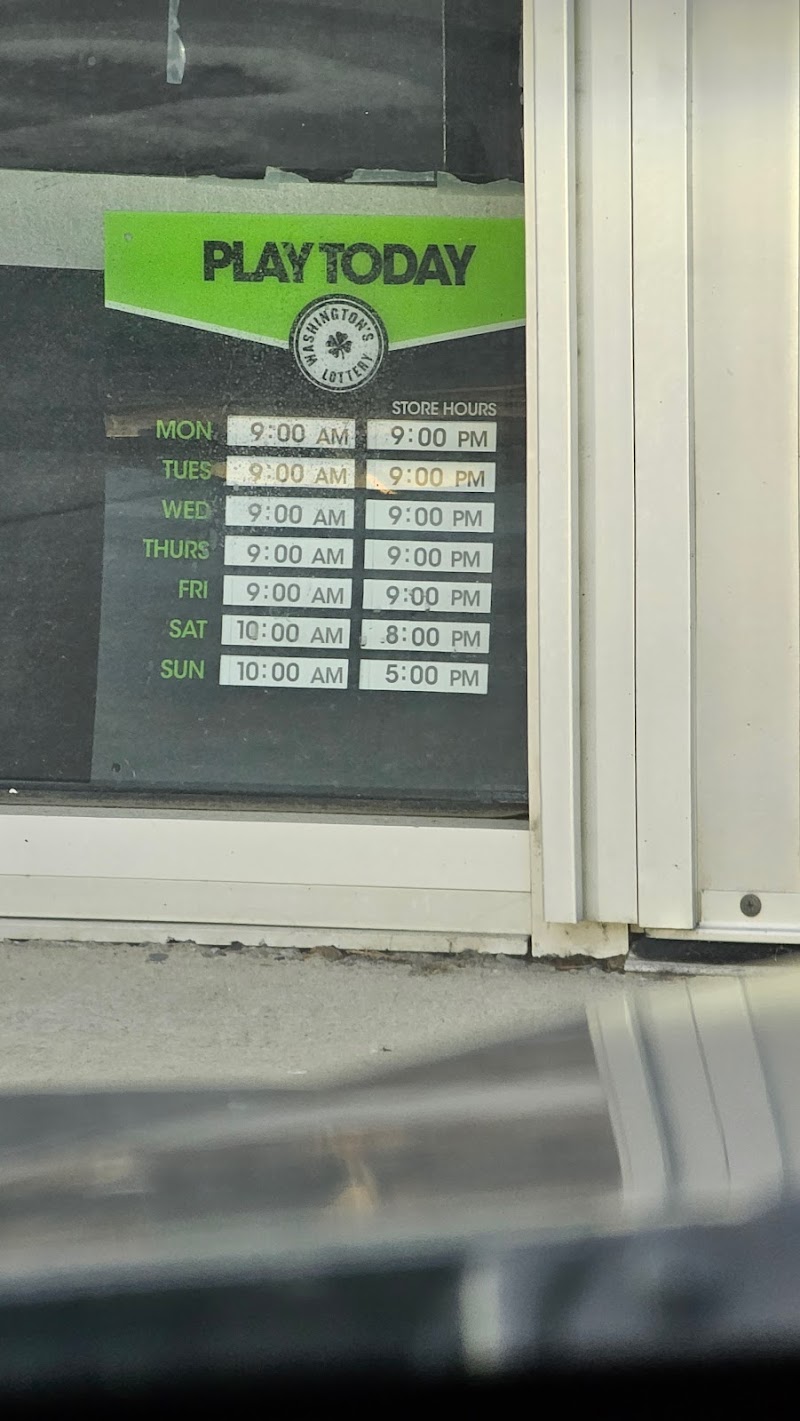 PLAY TODAY
WASHINGTON'S LOTTERY
STORE HOURS
MON 9:00 AM 9:00 PM
TUES 9:00 AM 9:00 PM
WED 9:00 AM 9:00 PM
THURS 9:00 AM 9:00 PM
FRI 9:00 AM 9:00 PM
SAT 10:00 AM 8:00 PM
SUN 10:00 AM 5:00 PM